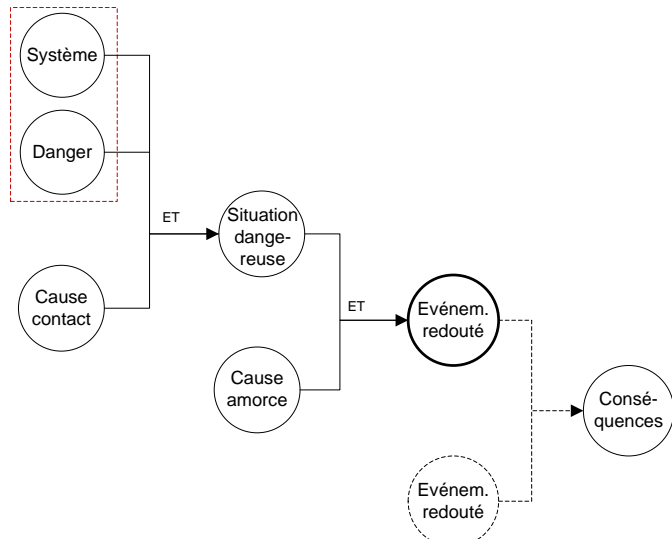 Système
Danger
ET
Situation
dange-
reuse
Cause
contact
ET
Evénem.
redouté
Cause
amorce
Consé-
quences
Evénem.
redouté